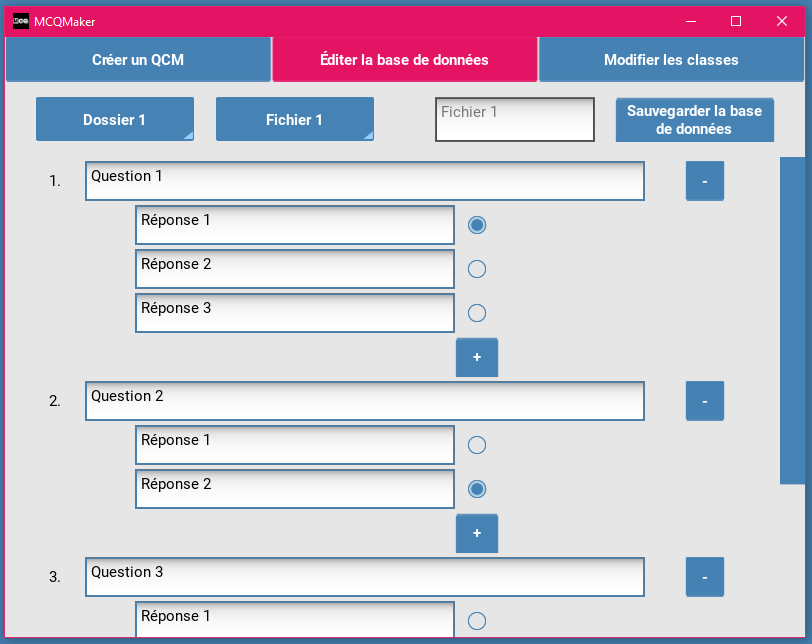 MCQ MCQMaker
Créer un QCM
Éditer la base de données
Modifier les classes
Dossier 1
Fichier 1
Fichier 1
Sauvegarder la base
de données
1.
Question 1
-
Réponse 1
Réponse 2
Réponse 3
+
2.
Question 2
-
Réponse 1
Réponse 2
+
3.
Question 3
-
Réponse 1